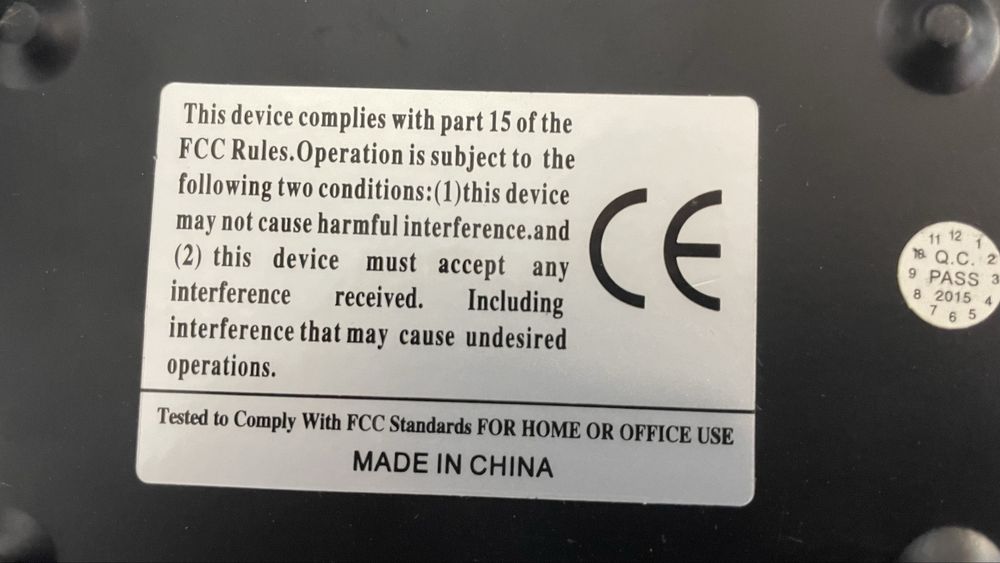 This device complies with part 15 of the
FCC Rules.Operation is subject to the
following two conditions:(1)this device
may not cause harmful interference.and
(2) this device must accept any
interference received. Including
interference that may cause undesired
operations.
CE
Tested to Comply With FCC Standards FOR HOME OR OFFICE USE
MADE IN CHINA
11 12 1
Q.C. 2
9 PASS 3
8 2015 4
7 6 5